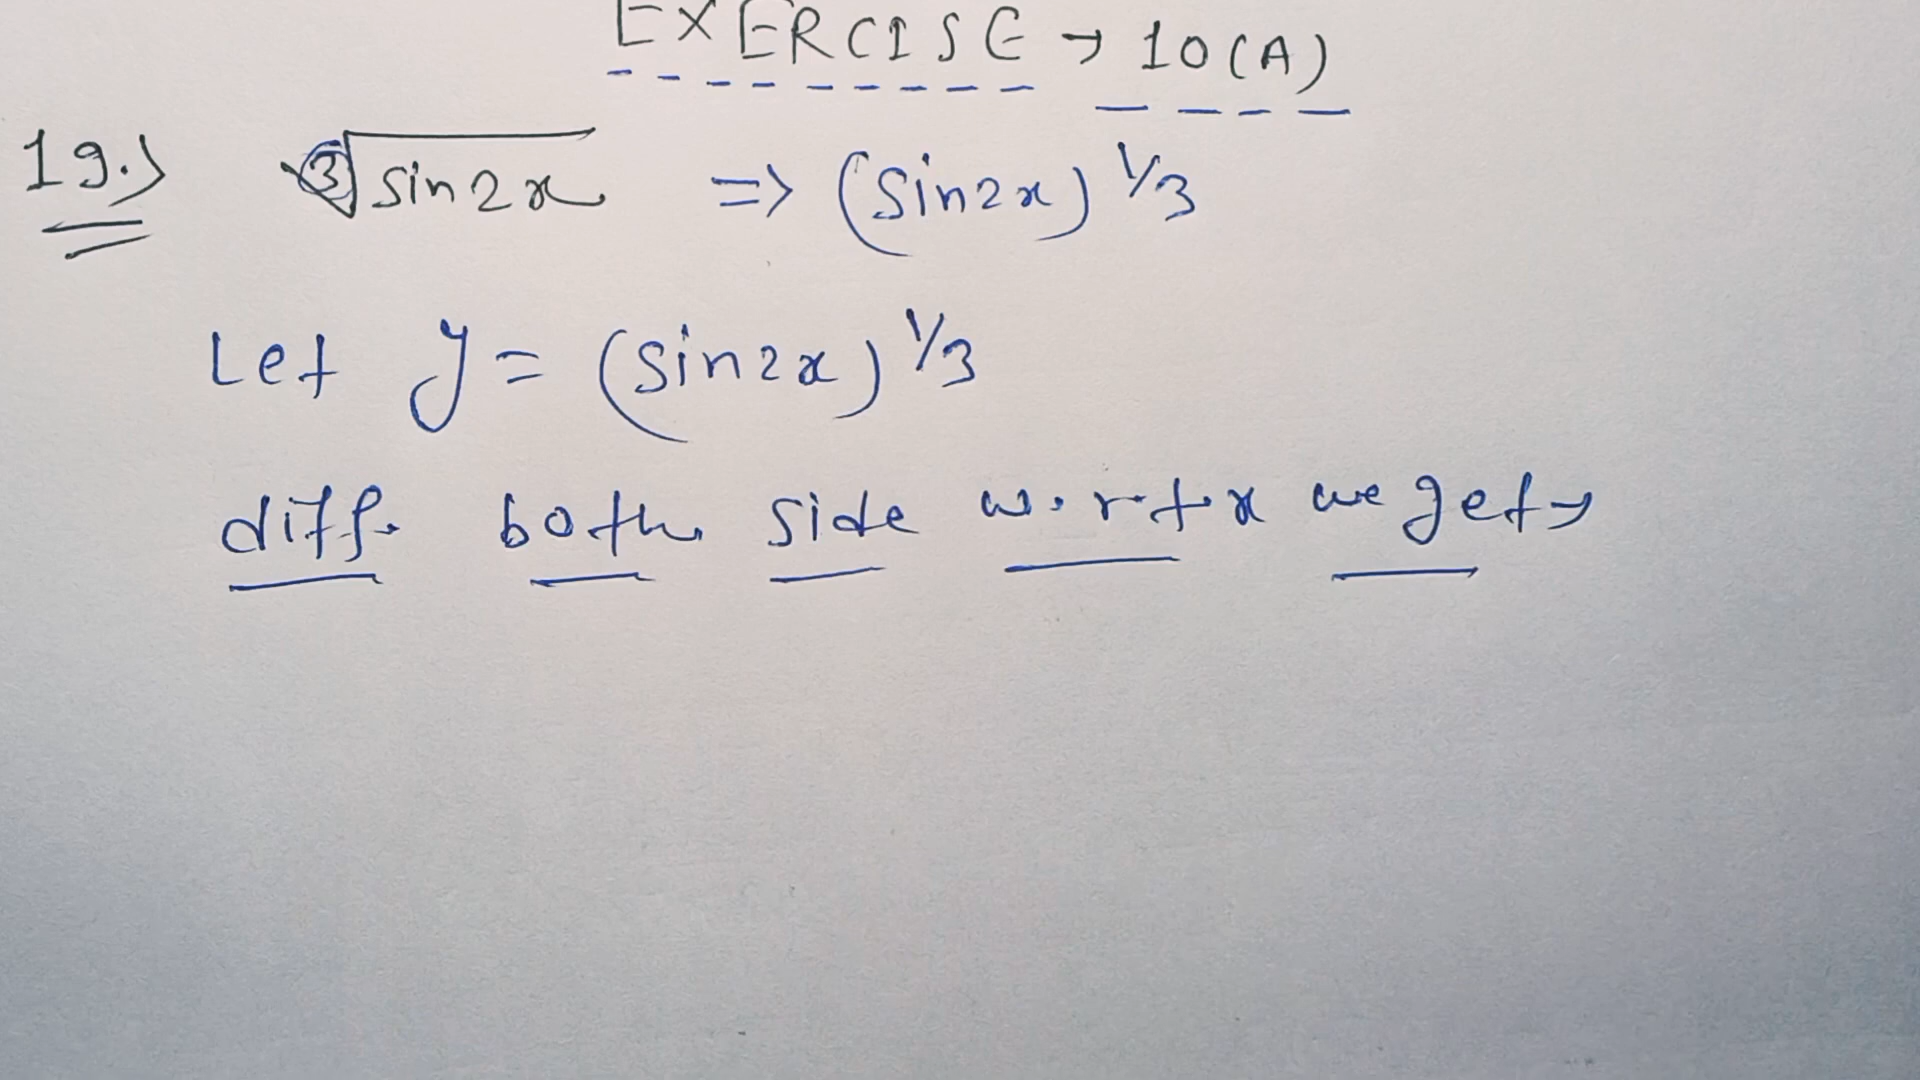 EXERCISE → 10(A)
19.) ∛sin2x => (sin2x)^1/3
Let y = (sin2x)^1/3
diff. both side w.r.t.x we get→